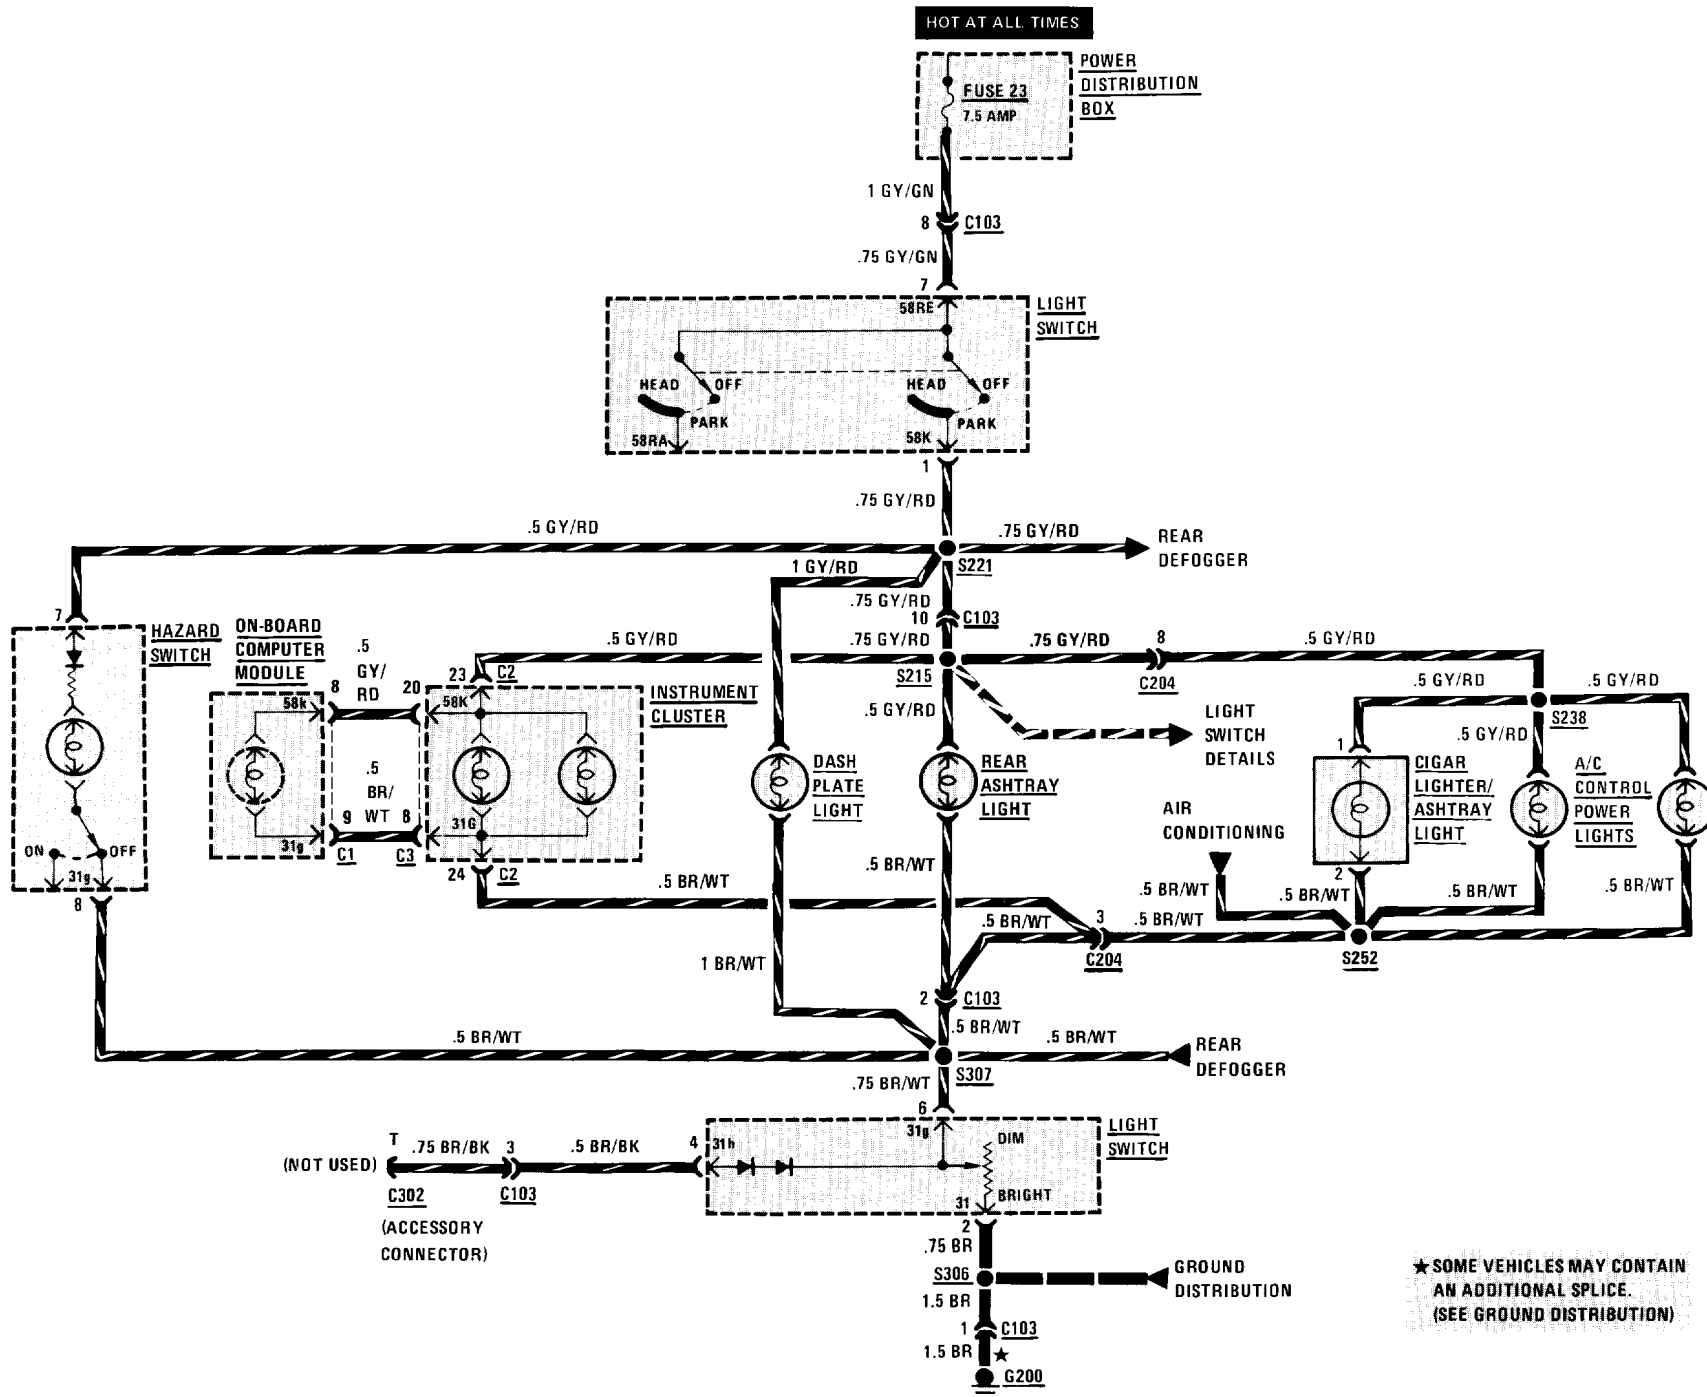 HOT AT ALL TIMES
POWER
DISTRIBUTION
BOX
FUSE 23
7.5 AMP
1 GY/GN
8 C103
.75 GY/GN
7
58RE
LIGHT
SWITCH
HEAD OFF
PARK
58RA
HEAD OFF
PARK
58K
1
.75 GY/RD
.5 GY/RD
.75 GY/RD
REAR
DEFOGGER
S221
1 GY/RD
.75 GY/RD
10 C103
.5 GY/RD
.75 GY/RD
.75 GY/RD
8
C204
.5 GY/RD
S215
7
HAZARD
SWITCH
ON OFF
31g
8
ON-BOARD
COMPUTER
MODULE
58k
31g
8
.5
GY/
RD
20
9
.5
BR/
WT
8
C1
C3
23 C2
58K
31G
24 C2
INSTRUMENT
CLUSTER
.5 GY/RD
LIGHT
SWITCH
DETAILS
DASH
PLATE
LIGHT
REAR
ASHTRAY
LIGHT
.5 GY/RD
.5 GY/RD
S238
.5 GY/RD
1
CIGAR
LIGHTER/
ASHTRAY
LIGHT
2
A/C
CONTROL
POWER
LIGHTS
AIR
CONDITIONING
.5 BR/WT
.5 BR/WT
.5 BR/WT
.5 BR/WT
.5 BR/WT
.5 BR/WT
.5 BR/WT
3
C204
.5 BR/WT
S252
1 BR/WT
2 C103
.5 BR/WT
.5 BR/WT
.5 BR/WT
REAR
DEFOGGER
S307
.75 BR/WT
6
31g
LIGHT
SWITCH
DIM
BRIGHT
31
31h
4
.5 BR/BK
3
C103
.75 BR/BK
T
(NOT USED)
C302
(ACCESSORY
CONNECTOR)
2
.75 BR
S306
GROUND
DISTRIBUTION
1.5 BR
1 C103
1.5 BR ★
G200
★ SOME VEHICLES MAY CONTAIN
AN ADDITIONAL SPLICE.
(SEE GROUND DISTRIBUTION)